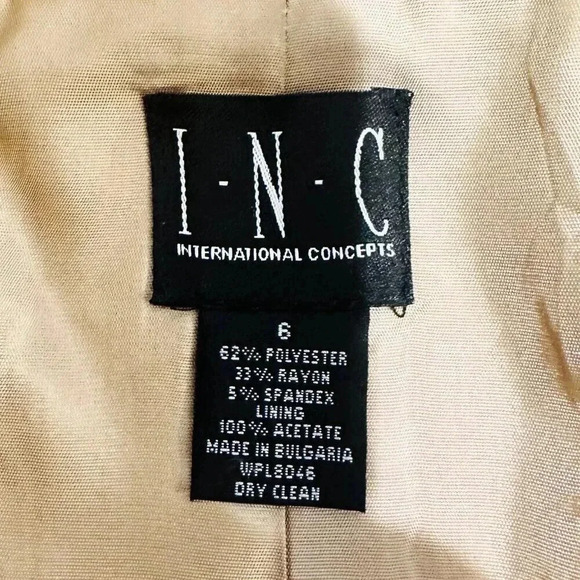 I-N-C
INTERNATIONAL CONCEPTS
6
62% POLYESTER
33% RAYON
5% SPANDEX
LINING
100% ACETATE
MADE IN BULGARIA
WPL8046
DRY CLEAN